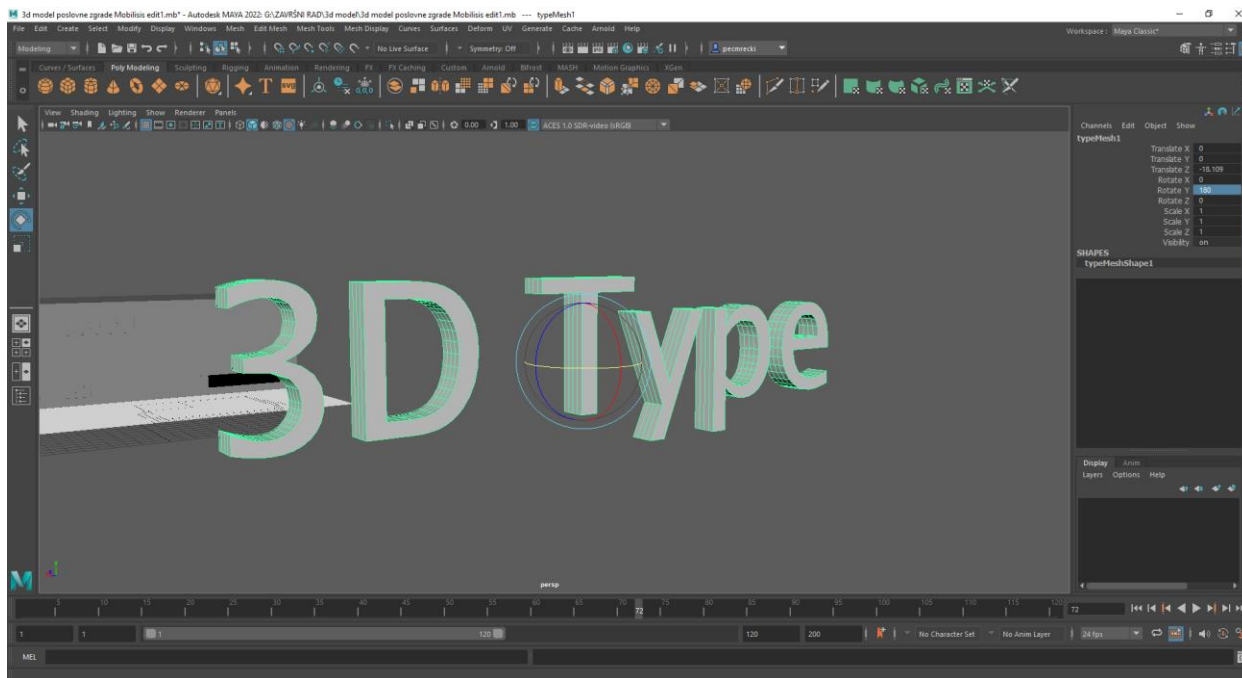 3d model poslovne zgrade Mobilisis edit1.mb* - Autodesk MAYA 2022: G:\ZAVRŠNI RAD\3d model\3d model poslovne zgrade Mobilisis edit1.mb --- typeMesh1
File Edit Create Select Modify Display Windows Mesh Edit Mesh Mesh Tools Mesh Display Curves Surfaces Deform UV Generate Cache Arnold Help
Workspace: Maya Classic*
Modeling No Live Surface Symmetry: Off pecmrecki
Curves / Surfaces Poly Modeling Sculpting Rigging Animation Rendering FX FX Caching Custom Arnold Bifrost MASH Motion Graphics XGen
View Shading Lighting Show Renderer Panels
0.00 1.00 ACES 1.0 SDR-video (sRGB)
Channels Edit Object Show
typeMesh1
Translate X 0
Translate Y 0
Translate Z -18.109
Rotate X 0
Rotate Y 180
Rotate Z 0
Scale X 1
Scale Y 1
Scale Z 1
Visibility on
SHAPES
typeMeshShape1
3D Type
persp
Display Anim
Layers Options Help
5 10 15 20 25 30 35 40 45 50 55 60 65 70 72 75 80 85 90 95 100 105 110 115 120 72
1 1 1 120 120 200 No Character Set No Anim Layer 24 fps
MEL